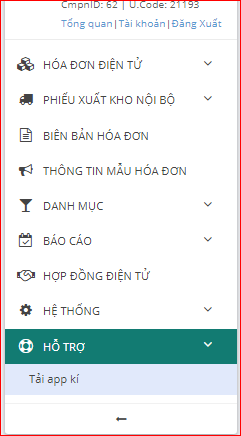 CmpnID: 62 | U.Code: 21193
Tổng quan|Tài khoản|Đăng Xuất
HÓA ĐƠN ĐIỆN TỬ
PHIẾU XUẤT KHO NỘI BỘ
BIÊN BẢN HÓA ĐƠN
THÔNG TIN MẪU HÓA ĐƠN
DANH MỤC
BÁO CÁO
HỢP ĐỒNG ĐIỆN TỬ
HỆ THỐNG
HỖ TRỢ
Tải app kí